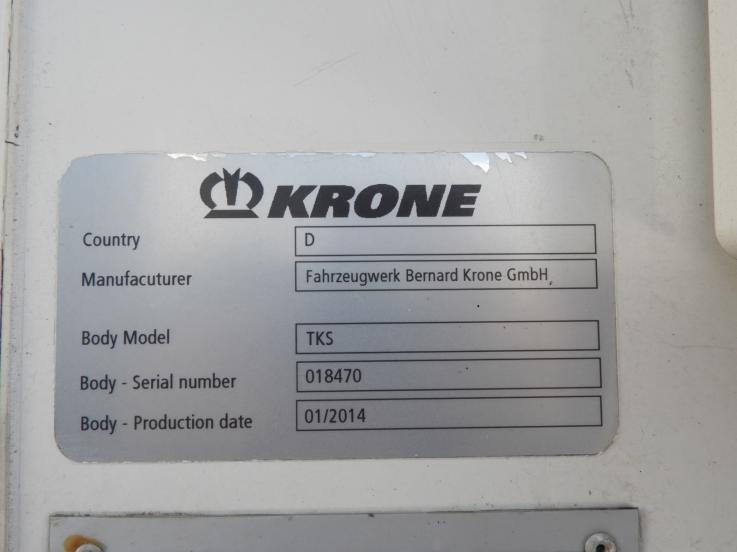 KRONE
Country D
Manufacuturer Fahrzeugwerk Bernard Krone GmbH,
Body Model TKS
Body - Serial number 018470
Body - Production date 01/2014